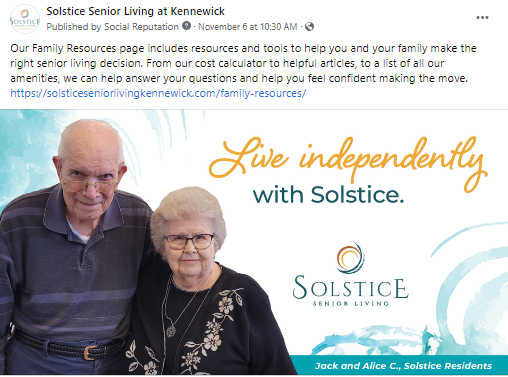 Solstice Senior Living at Kennewick
Published by Social Reputation · November 6 at 10:30 AM ·
Our Family Resources page includes resources and tools to help you and your family make the
right senior living decision. From our cost calculator to helpful articles, to a list of all our
amenities, we can help answer your questions and help you feel confident making the move.
https://solsticeseniorlivingkennewick.com/family-resources/
Live independently
with Solstice.
SOLSTICE
SENIOR LIVING
Jack and Alice C., Solstice Residents